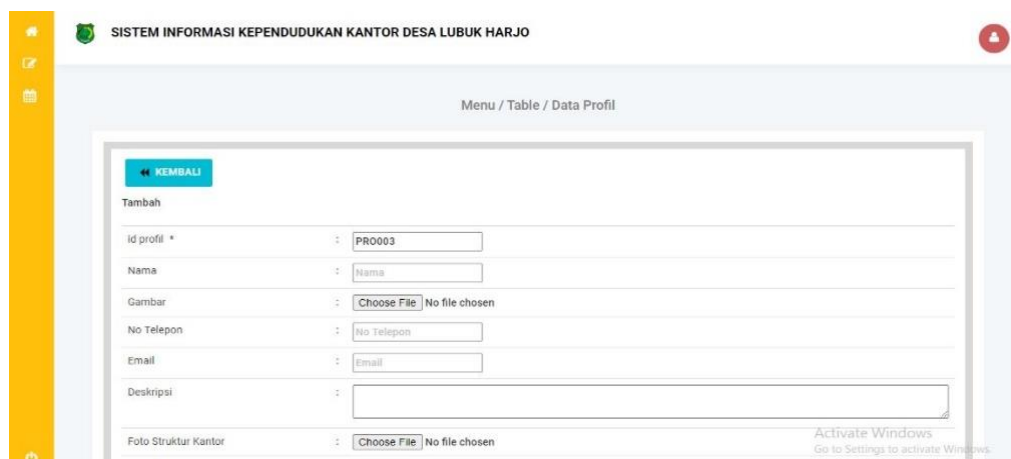 SISTEM INFORMASI KEPENDUDUKAN KANTOR DESA LUBUK HARJO
Menu / Table / Data Profil
KEMBALI
Tambah
id profil * : PRO003
Nama : Nama
Gambar : Choose File No file chosen
No Telepon : No Telepon
Email : Email
Deskripsi :
Foto Struktur Kantor : Choose File No file chosen
Activate Windows
Go to Settings to activate Windows.